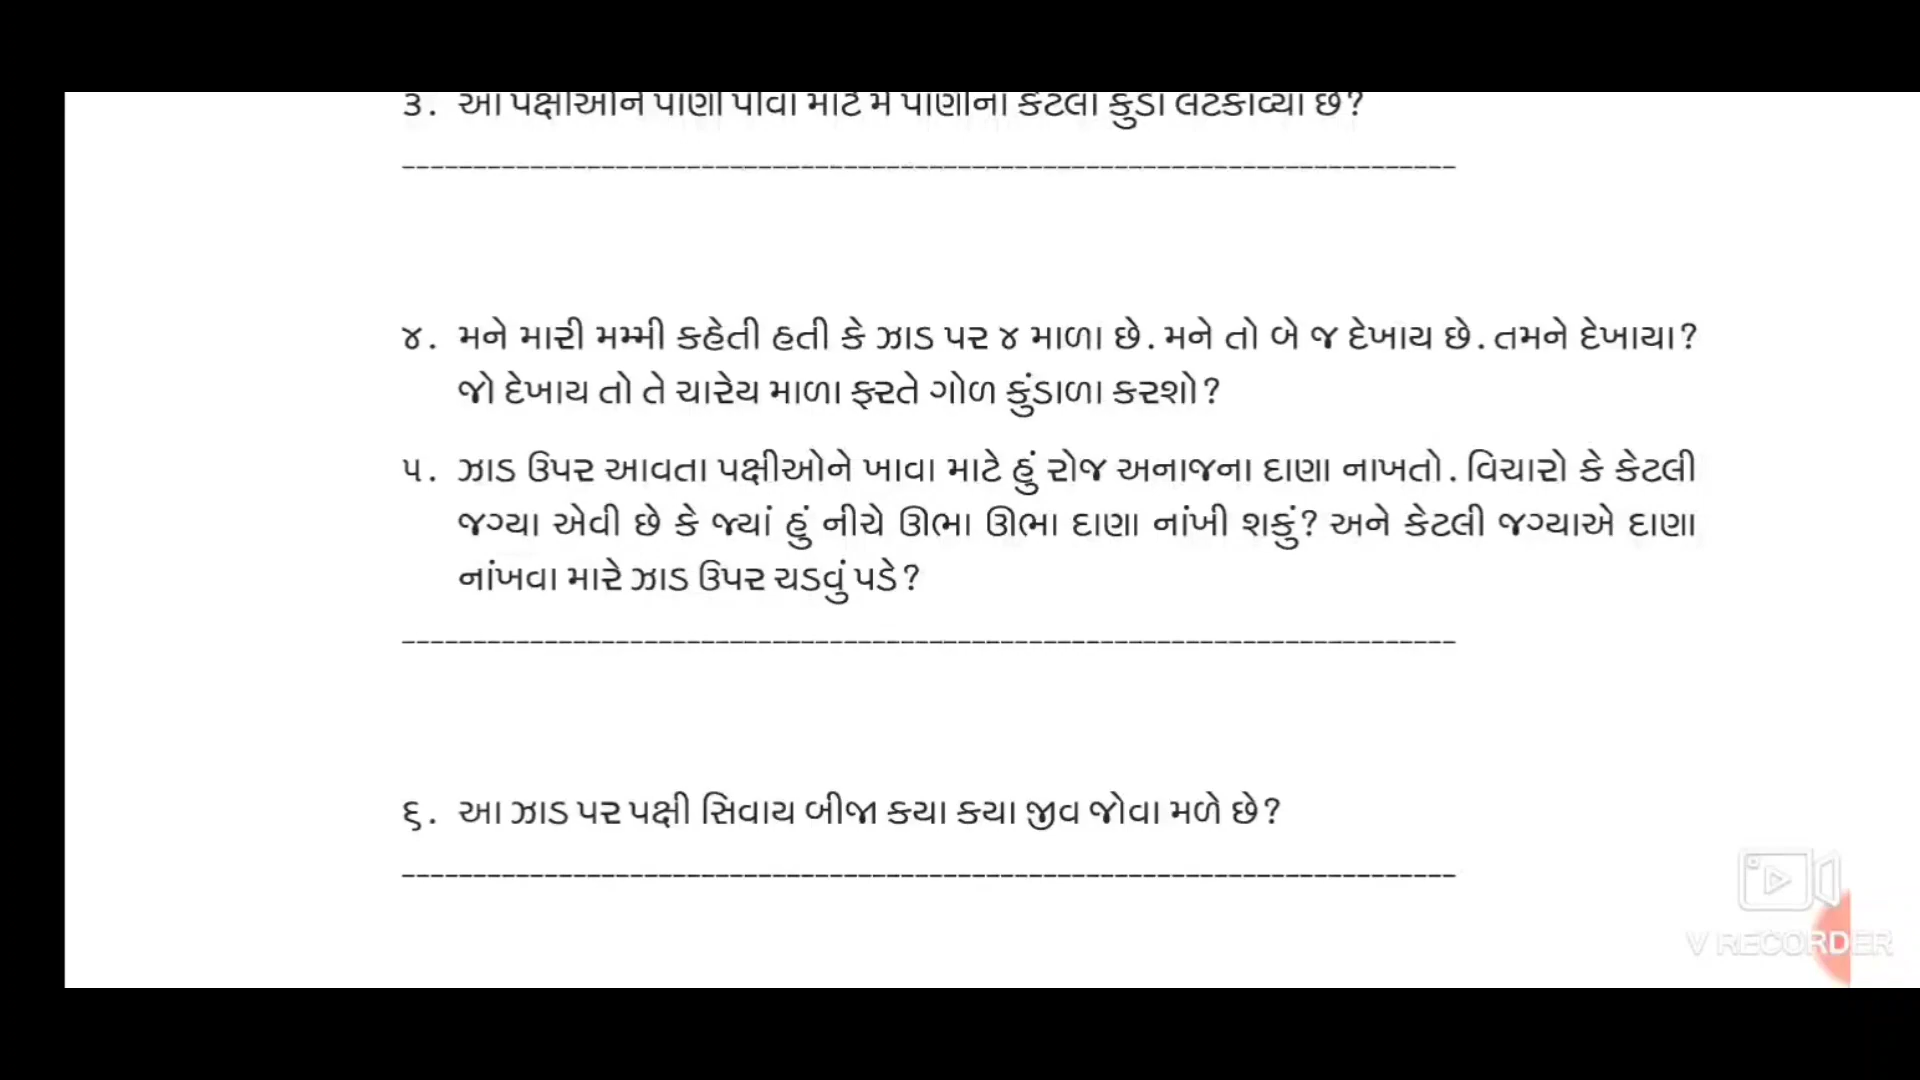 ૩. આ પક્ષીઓને પાણી પીવા માટે મેં પાણીના કેટલા કુંડા લટકાવ્યા છે?
૪. મને મારી મમ્મી કહેતી હતી કે ઝાડ પર ૪ માળા છે. મને તો બે જ દેખાય છે. તમને દેખાયા?
જો દેખાય તો તે ચારેય માળા ફરતે ગોળ કુંડાળા કરશો?
૫. ઝાડ ઉપર આવતા પક્ષીઓને ખાવા માટે હું રોજ અનાજના દાણા નાખતો. વિચારો કે કેટલી
જગ્યા એવી છે કે જ્યાં હું નીચે ઊભા ઊભા દાણા નાંખી શકું? અને કેટલી જગ્યાએ દાણા
નાંખવા મારે ઝાડ ઉપર ચડવું પડે?
૬. આ ઝાડ પર પક્ષી સિવાય બીજા કયા કયા જીવ જોવા મળે છે?
V RECORDER